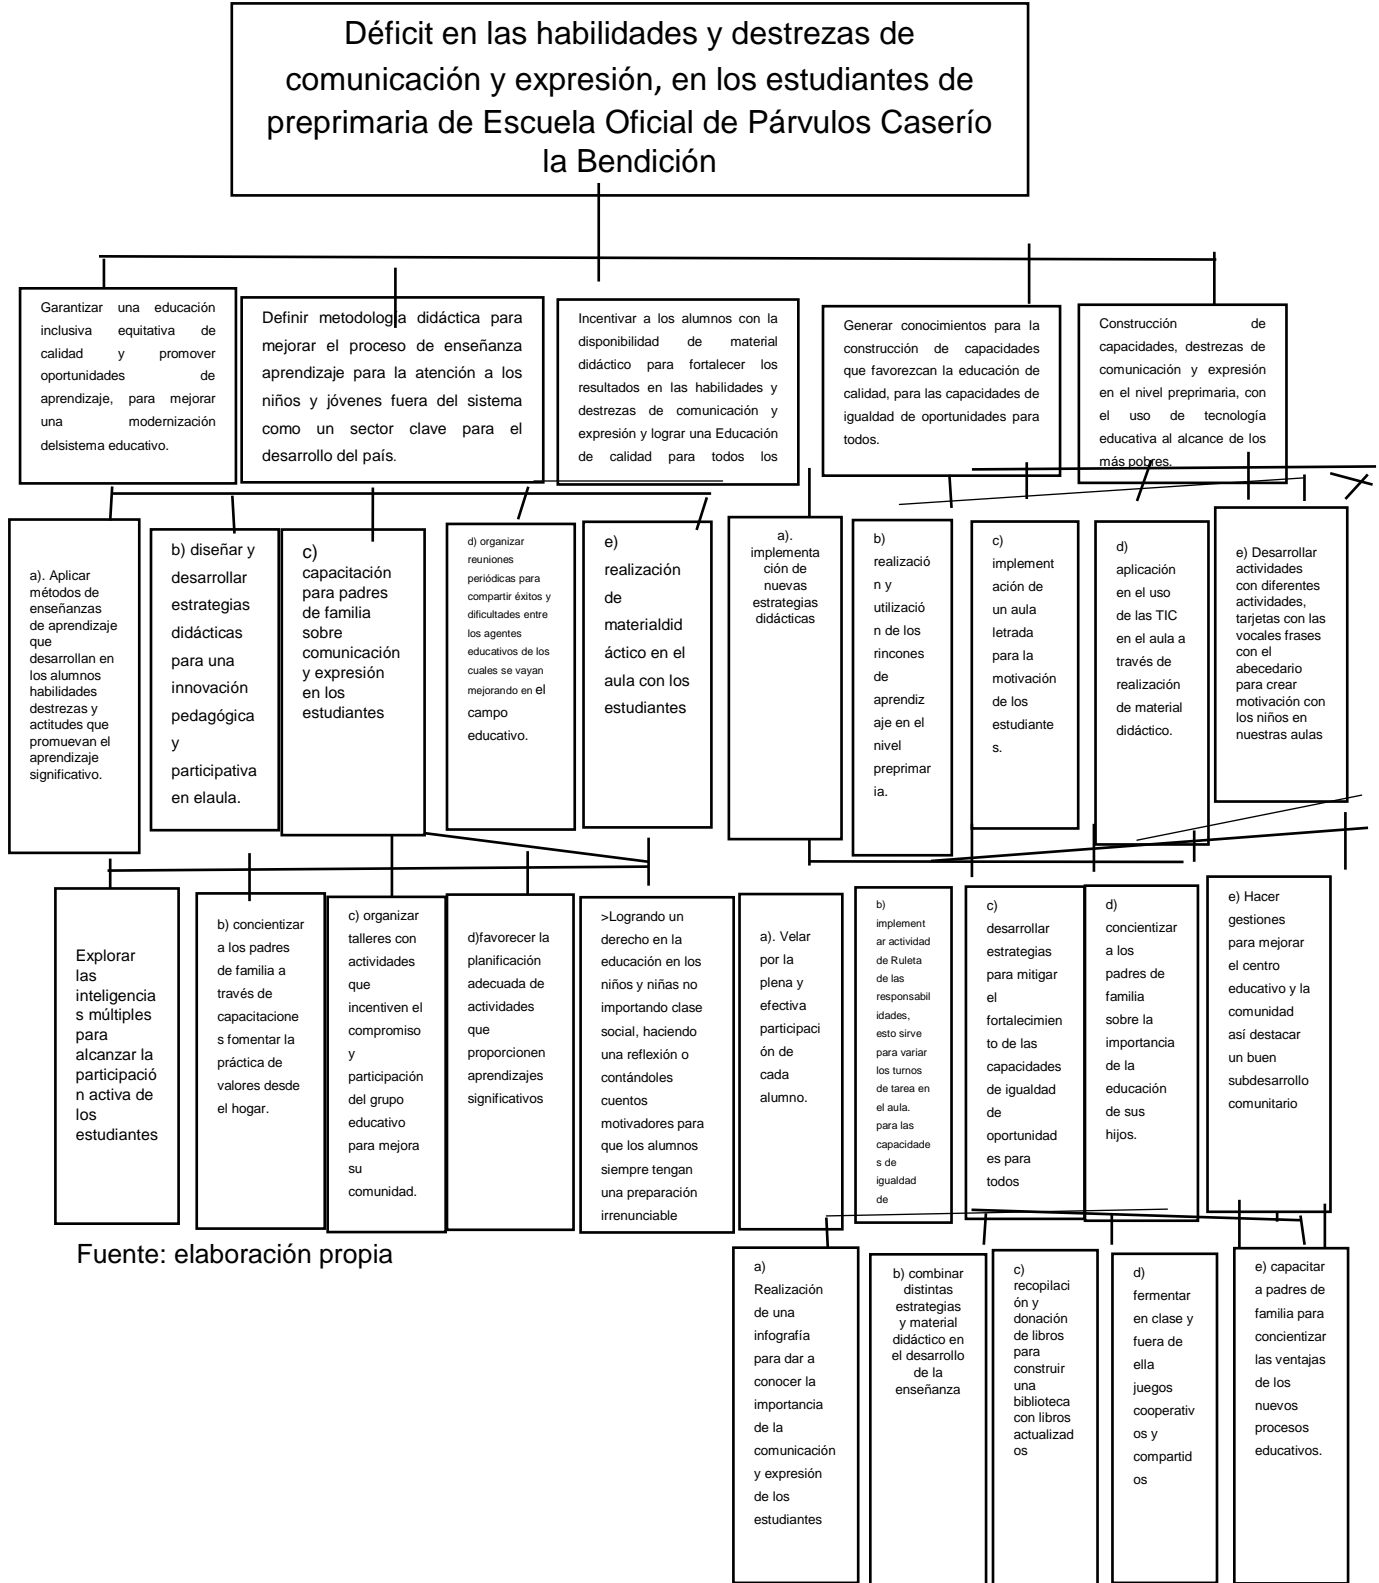 Déficit en las habilidades y destrezas de
comunicación y expresión, en los estudiantes de
preprimaria de Escuela Oficial de Párvulos Caserío
la Bendición
Garantizar una educación
inclusiva equitativa de
calidad y promover
oportunidades de
aprendizaje, para mejorar
una modernización
delsistema educativo.
Definir metodología didáctica para
mejorar el proceso de enseñanza
aprendizaje para la atención a los
niños y jóvenes fuera del sistema
como un sector clave para el
desarrollo del país.
Incentivar a los alumnos con la
disponibilidad de material
didáctico para fortalecer los
resultados en las habilidades y
destrezas de comunicación y
expresión y lograr una Educación
de calidad para todos los
Generar conocimientos para la
construcción de capacidades
que favorezcan la educación de
calidad, para las capacidades de
igualdad de oportunidades para
todos.
Construcción de
capacidades, destrezas de
comunicación y expresión
en el nivel preprimaria, con
el uso de tecnología
educativa al alcance de los
más pobres.
a). Aplicar
métodos de
enseñanzas
de aprendizaje
que
desarrollan en
los alumnos
habilidades
destrezas y
actitudes que
promuevan el
aprendizaje
significativo.
b) diseñar y
desarrollar
estrategias
didácticas
para una
innovación
pedagógica
y
participativa
en elaula.
c)
capacitación
para padres
de familia
sobre
comunicación
y expresión
en los
estudiantes
d) organizar
reuniones
periódicas para
compartir éxitos y
dificultades entre
los agentes
educativos de los
cuales se vayan
mejorando en el
campo
educativo.
e)
realización
de
materialdid
áctico en el
aula con los
estudiantes
a).
implementa
ción de
nuevas
estrategias
didácticas
b)
realizació
n y
utilizació
n de los
rincones
de
aprendiz
aje en el
nivel
preprimar
ia.
c)
implement
ación de
un aula
letrada
para la
motivación
de los
estudiante
s.
d)
aplicación
en el uso
de las TIC
en el aula a
través de
realización
de material
didáctico.
e) Desarrollar
actividades
con diferentes
actividades,
tarjetas con las
vocales frases
con el
abecedario
para crear
motivación con
los niños en
nuestras aulas
Explorar
las
inteligencia
s múltiples
para
alcanzar la
participació
n activa de
los
estudiantes
b) concientizar
a los padres
de familia a
través de
capacitacione
s fomentar la
práctica de
valores desde
el hogar.
c) organizar
talleres con
actividades
que
incentiven el
compromiso
y
participación
del grupo
educativo
para mejora
su
comunidad.
d)favorecer la
planificación
adecuada de
actividades
que
proporcionen
aprendizajes
significativos
>Logrando un
derecho en la
educación en los
niños y niñas no
importando clase
social, haciendo
una reflexión o
contándoles
cuentos
motivadores para
que los alumnos
siempre tengan
una preparación
irrenunciable
a). Velar
por la
plena y
efectiva
participaci
ón de
cada
alumno.
b)
implement
ar actividad
de Ruleta
de las
responsabil
idades,
esto sirve
para variar
los turnos
de tarea en
el aula.
para las
capacidade
s de
igualdad
de
c)
desarrollar
estrategias
para mitigar
el
fortalecimien
to de las
capacidades
de igualdad
de
oportunidad
es para
todos
d)
concientizar
a los
padres de
familia
sobre la
importancia
de la
educación
de sus
hijos.
e) Hacer
gestiones
para mejorar
el centro
educativo y la
comunidad
así destacar
un buen
subdesarrollo
comunitario
Fuente: elaboración propia
a)
Realización
de una
infografía
para dar a
conocer la
importancia
de la
comunicación
y expresión
de los
estudiantes
b) combinar
distintas
estrategias
y material
didáctico en
el desarrollo
de la
enseñanza
c)
recopilaci
ón y
donación
de libros
para
construir
una
biblioteca
con libros
actualizad
os
d)
fermentar
en clase y
fuera de
ella
juegos
cooperativ
os y
compartid
os
e) capacitar
a padres de
familia para
concientizar
las ventajas
de los
nuevos
procesos
educativos.